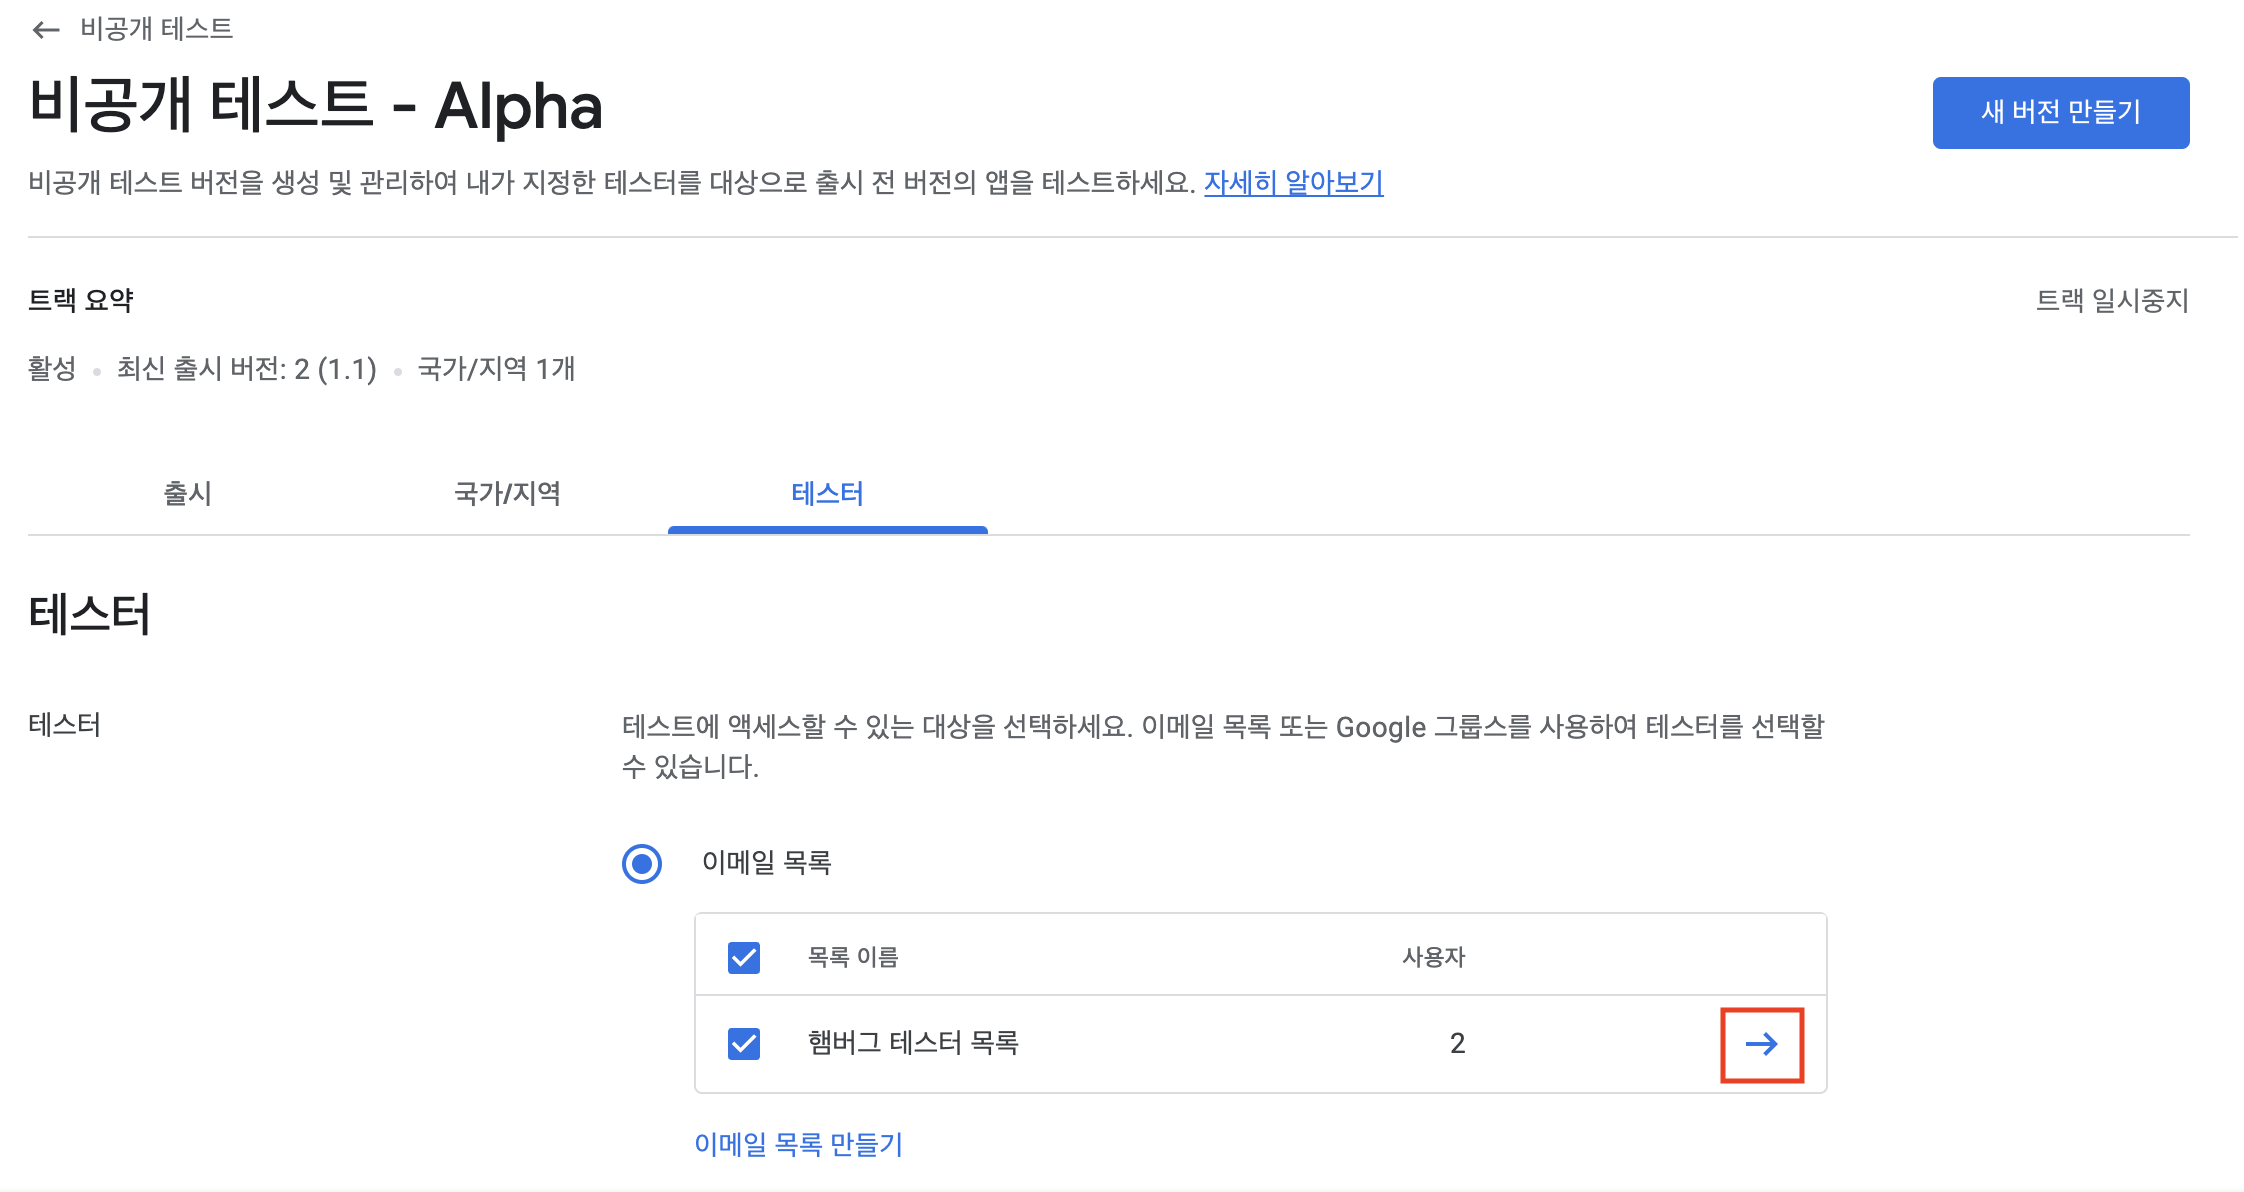 비공개 테스트
비공개 테스트 - Alpha
새 버전 만들기
비공개 테스트 버전을 생성 및 관리하여 내가 지정한 테스터를 대상으로 출시 전 버전의 앱을 테스트하세요. 자세히 알아보기
트랙 요약
트랙 일시중지
활성 • 최신 출시 버전: 2 (1.1) • 국가/지역 1개
출시 국가/지역 테스터
테스터
테스터
테스트에 액세스할 수 있는 대상을 선택하세요. 이메일 목록 또는 Google 그룹스를 사용하여 테스터를 선택할
수 있습니다.
이메일 목록
목록 이름 사용자
햄버그 테스터 목록 2
이메일 목록 만들기